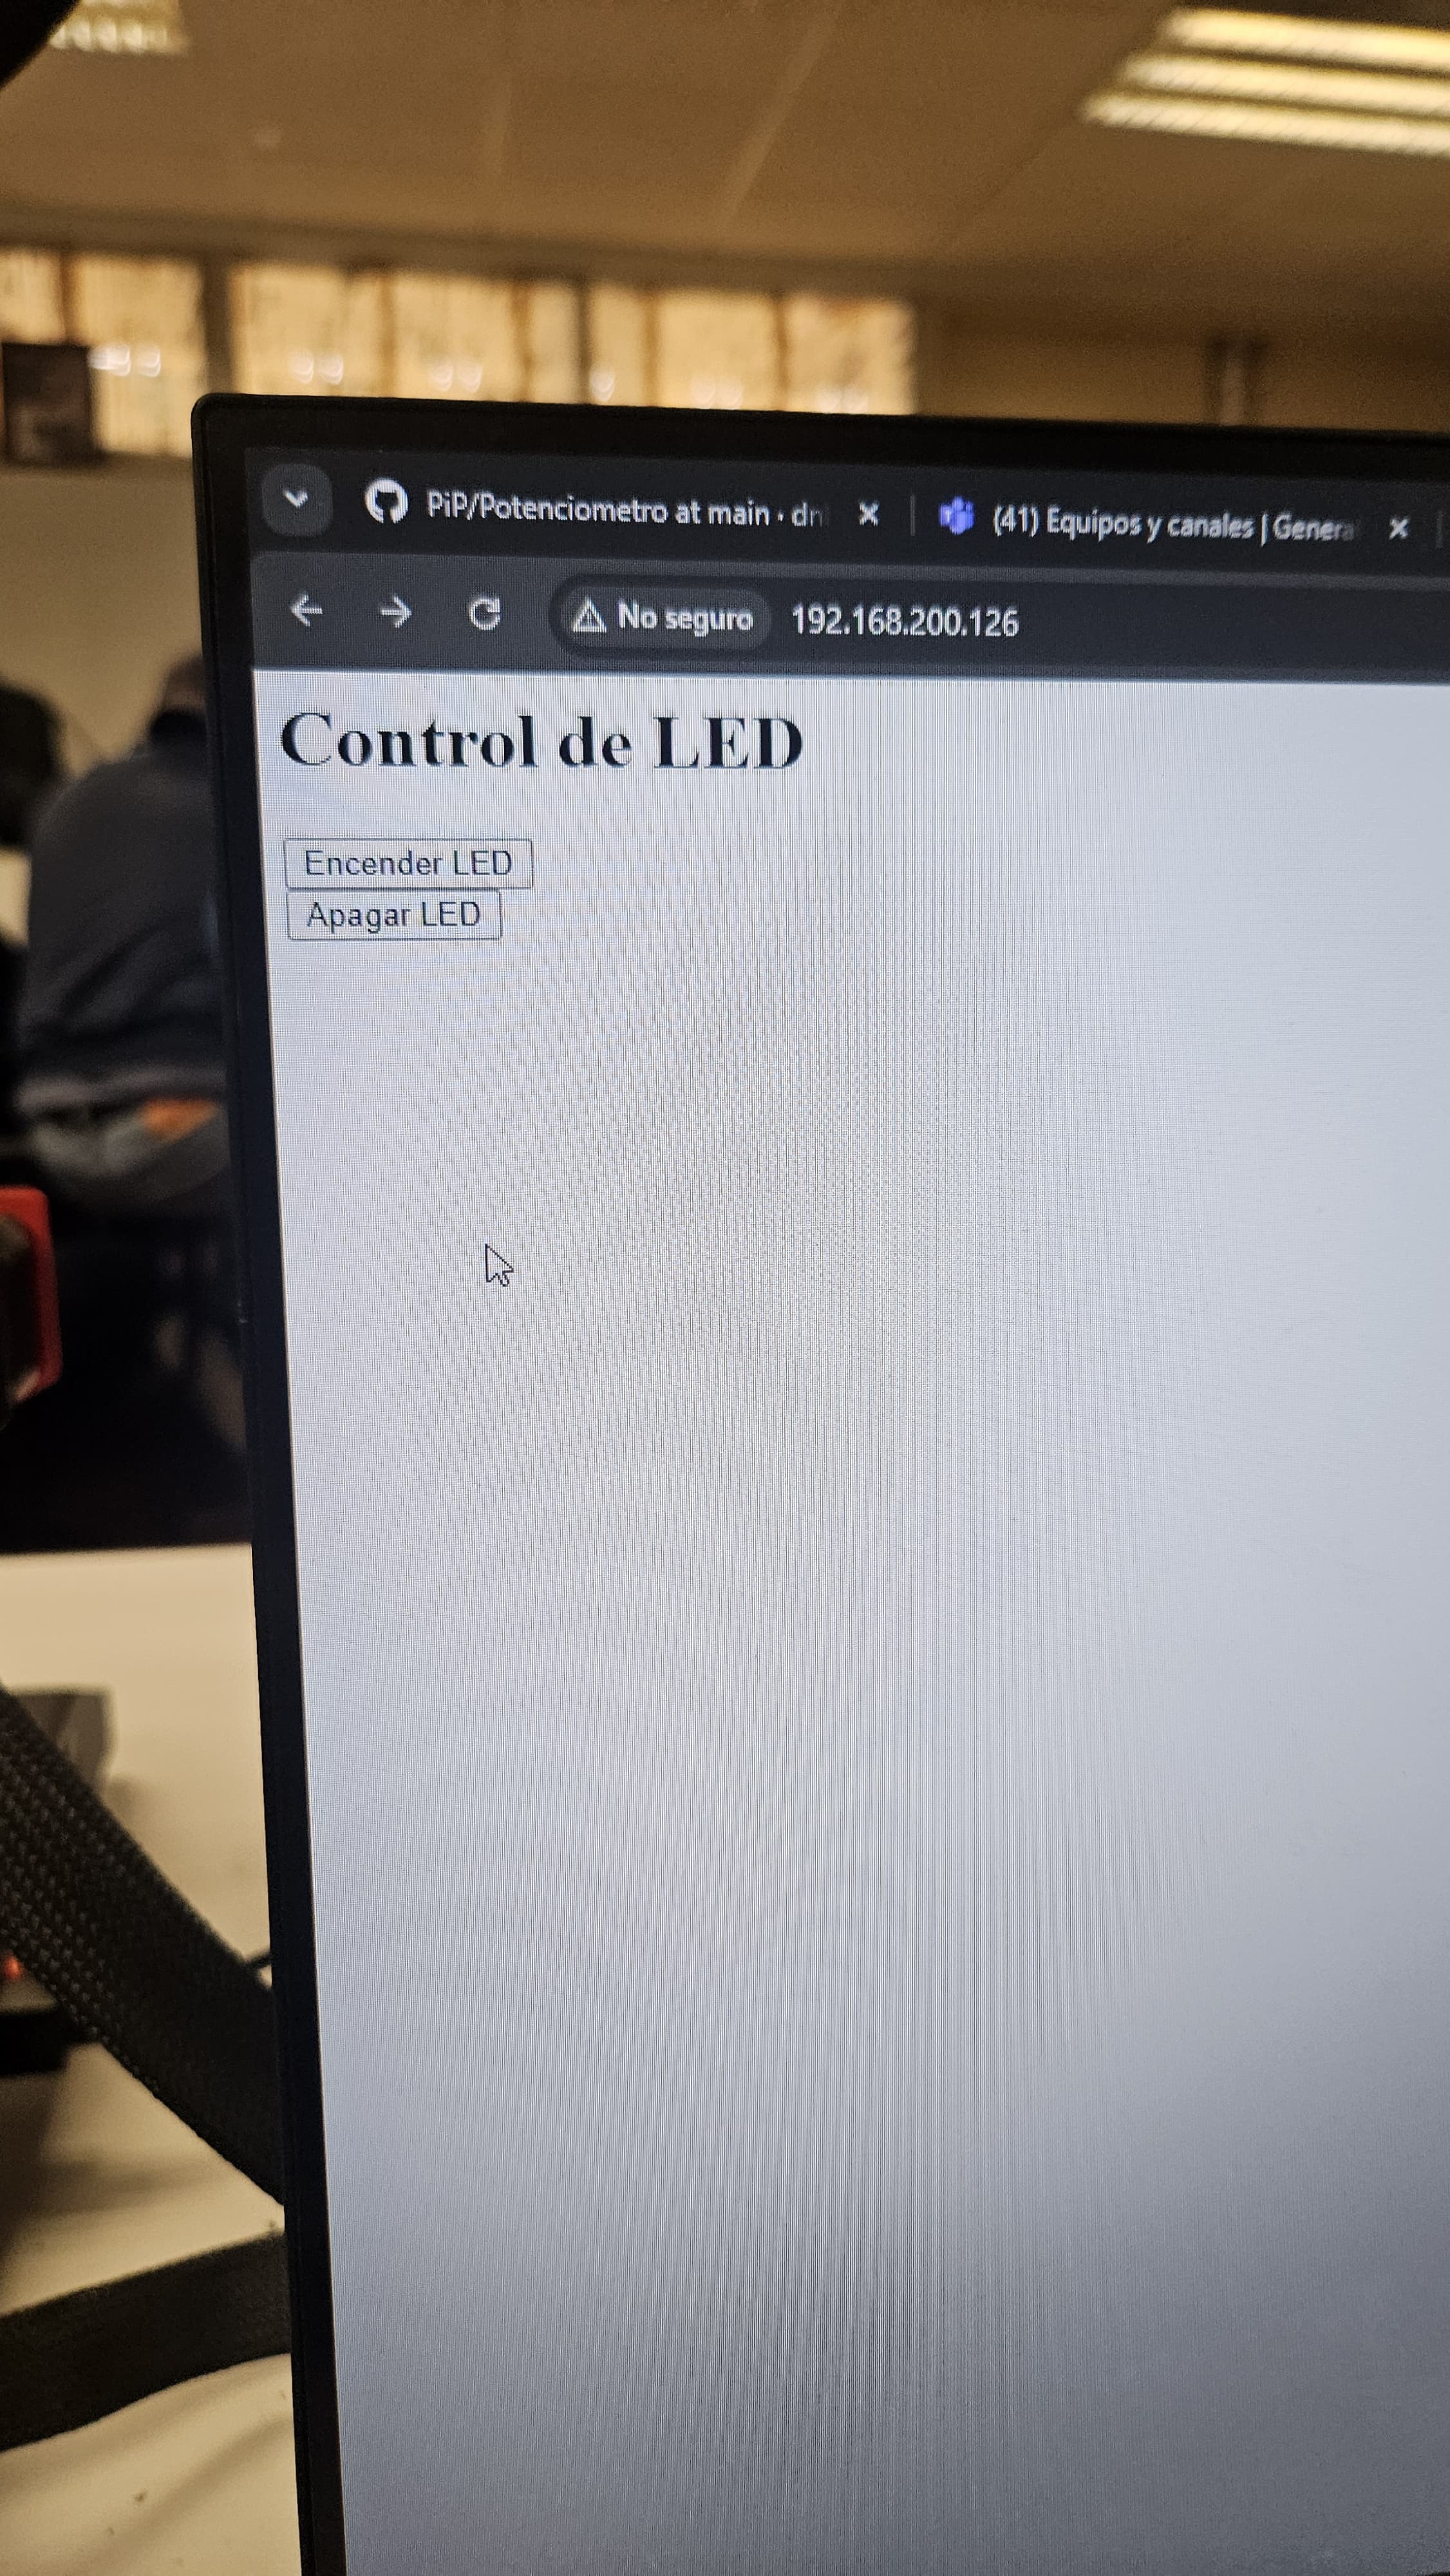 PiP/Potenciometro at main · dn
(41) Equipos y canales | General
No seguro 192.168.200.126
Control de LED
Encender LED
Apagar LED